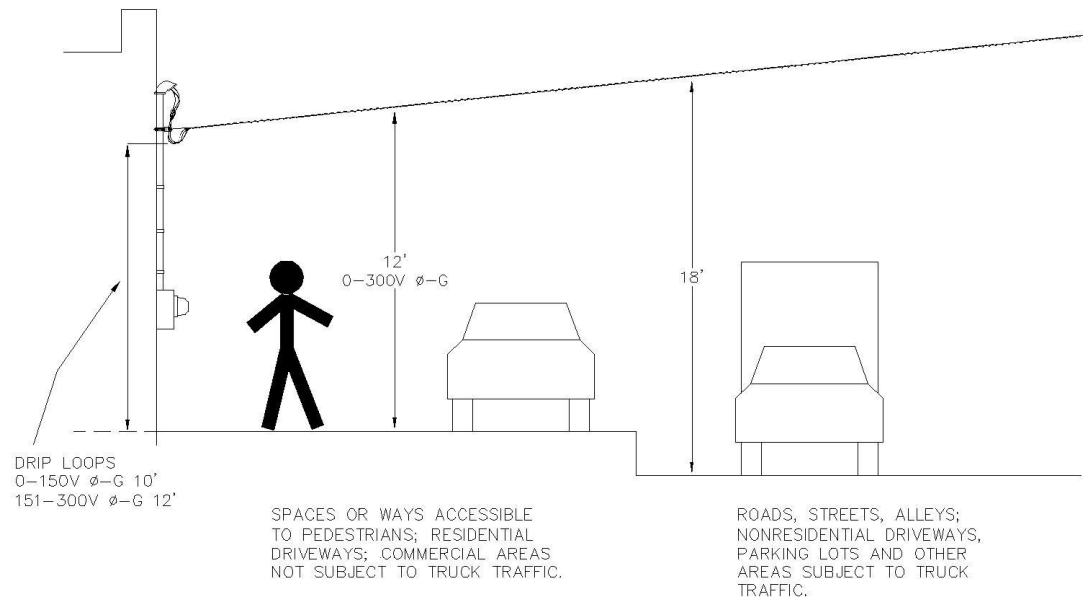 12'
0-300V ø-G
18'
DRIP LOOPS
0-150V ø-G 10'
151-300V ø-G 12'
SPACES OR WAYS ACCESSIBLE
TO PEDESTRIANS; RESIDENTIAL
DRIVEWAYS; COMMERCIAL AREAS
NOT SUBJECT TO TRUCK TRAFFIC.
ROADS, STREETS, ALLEYS;
NONRESIDENTIAL DRIVEWAYS,
PARKING LOTS AND OTHER
AREAS SUBJECT TO TRUCK
TRAFFIC.